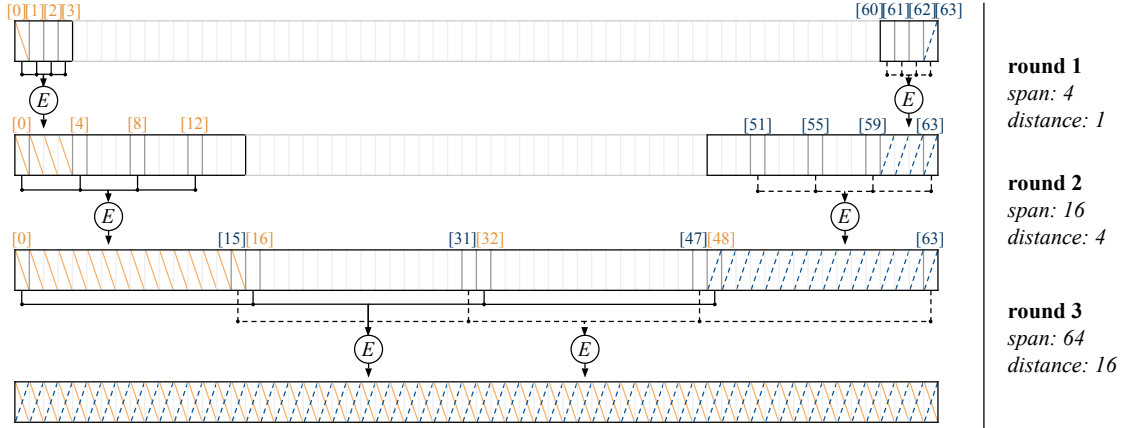 [0][1][2][3] [60][61][62][63]
E E
[0] [4] [8] [12] [51] [55] [59] [63]
E E
[0] [15][16] [31][32] [47][48] [63]
E E
round 1
span: 4
distance: 1
round 2
span: 16
distance: 4
round 3
span: 64
distance: 16